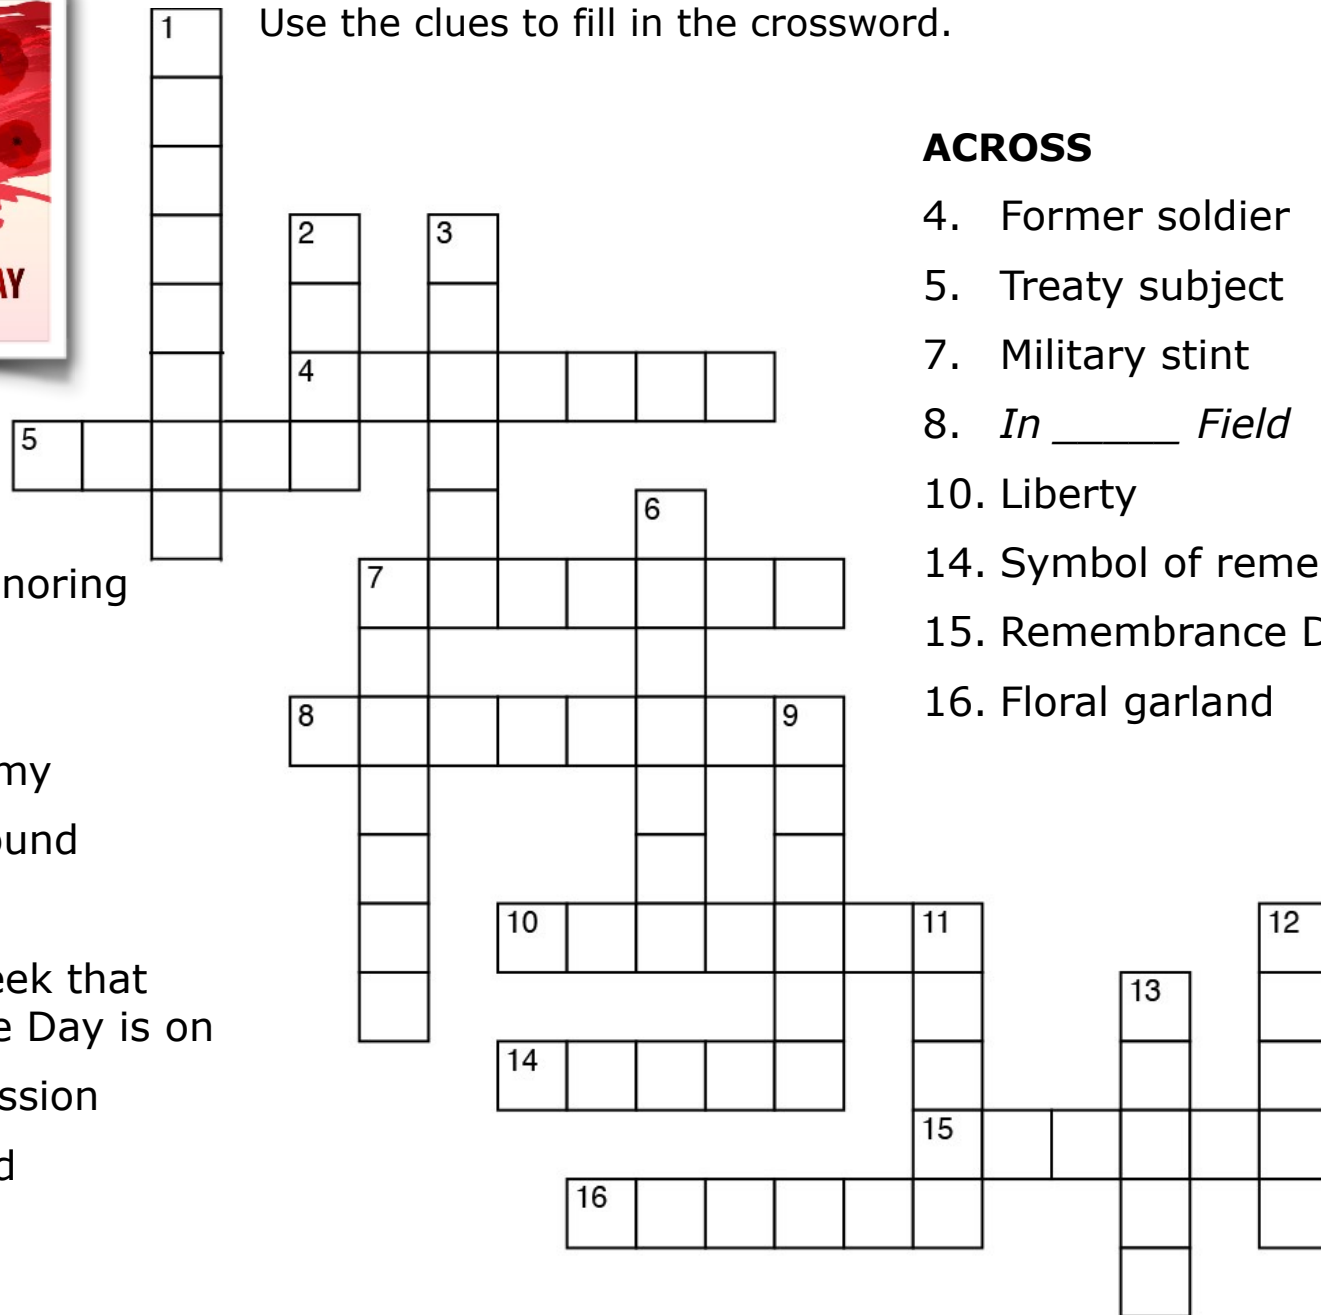 Use the clues to fill in the crossword.
AY
ACROSS
4. Former soldier
5. Treaty subject
7. Military stint
8. In _____ Field
10. Liberty
14. Symbol of reme
15. Remembrance D
16. Floral garland
noring
my
ound
eek that
e Day is on
ssion
d
1
2
3
4
5
6
7
8
9
10
11
12
13
14
15
16